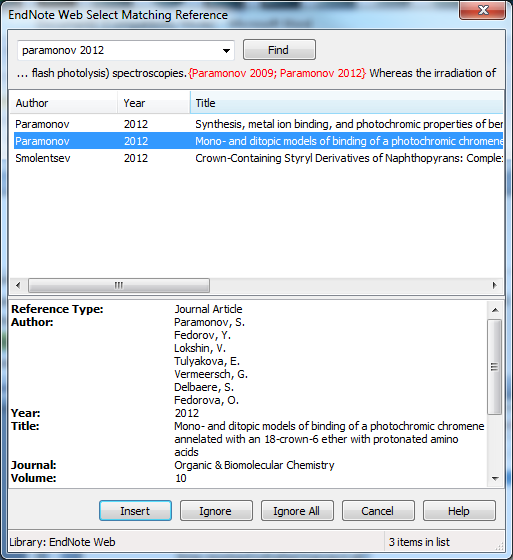 EndNote Web Select Matching Reference
paramonov 2012 Find
... flash photolysis) spectroscopies.{Paramonov 2009; Paramonov 2012} Whereas the irradiation of
Author Year Title
Paramonov 2012 Synthesis, metal ion binding, and photochromic properties of ber
Paramonov 2012 Mono- and ditopic models of binding of a photochromic chromene
Smolentsev 2012 Crown-Containing Styryl Derivatives of Naphthopyrans: Comple
Reference Type: Journal Article
Author: Paramonov, S.
Fedorov, Y.
Lokshin, V.
Tulyakova, E.
Vermeersch, G.
Delbaere, S.
Fedorova, O.
Year: 2012
Title: Mono- and ditopic models of binding of a photochromic chromene
annelated with an 18-crown-6 ether with protonated amino
acids
Journal: Organic & Biomolecular Chemistry
Volume: 10
Insert Ignore Ignore All Cancel Help
Library: EndNote Web 3 items in list